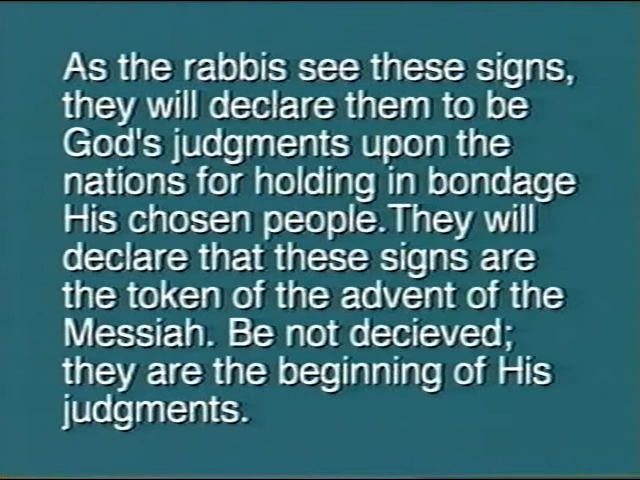 As the rabbis see these signs,
they will declare them to be
God's judgments upon the
nations for holding in bondage
His chosen people.They will
declare that these signs are
the token of the advent of the
Messiah. Be not decieved;
they are the beginning of His
judgments.